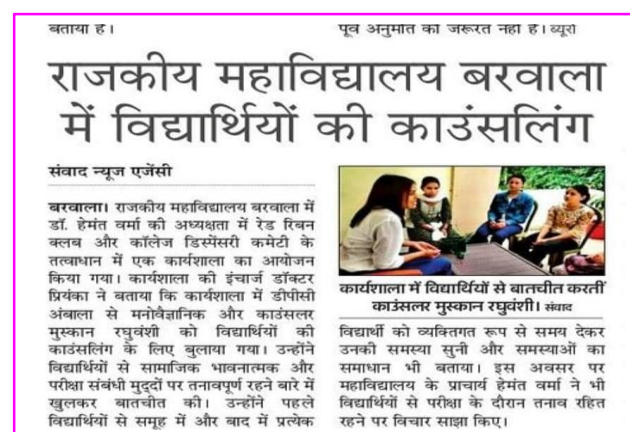 बताया है।
पूर्व अनुमति की जरूरत नहीं है। ब्यूरो
राजकीय महाविद्यालय बरवाला
में विद्यार्थियों की काउंसलिंग
संवाद न्यूज एजेंसी
बरवाला। राजकीय महाविद्यालय बरवाला में
डॉ. हेमंत वर्मा की अध्यक्षता में रेड रिबन
क्लब और कॉलेज डिस्पेंसरी कमेटी के
तत्वाधान में एक कार्यशाला का आयोजन
किया गया। कार्यशाला की इंचार्ज डॉक्टर
प्रियंका ने बताया कि कार्यशाला में डीपीसी
अंबाला से मनोवैज्ञानिक और काउंसलर
मुस्कान रघुवंशी को विद्यार्थियों की
काउंसलिंग के लिए बुलाया गया। उन्होंने
विद्यार्थियों से सामाजिक भावनात्मक और
परीक्षा संबंधी मुद्दों पर तनावपूर्ण रहने बारे में
खुलकर बातचीत की। उन्होंने पहले
विद्यार्थियों से समूह में और बाद में प्रत्येक
कार्यशाला में विद्यार्थियों से बातचीत करतीं
काउंसलर मुस्कान रघुवंशी। संवाद
विद्यार्थी को व्यक्तिगत रूप से समय देकर
उनकी समस्या सुनी और समस्याओं का
समाधान भी बताया। इस अवसर पर
महाविद्यालय के प्राचार्य हेमंत वर्मा ने भी
विद्यार्थियों से परीक्षा के दौरान तनाव रहित
रहने पर विचार साझा किए।